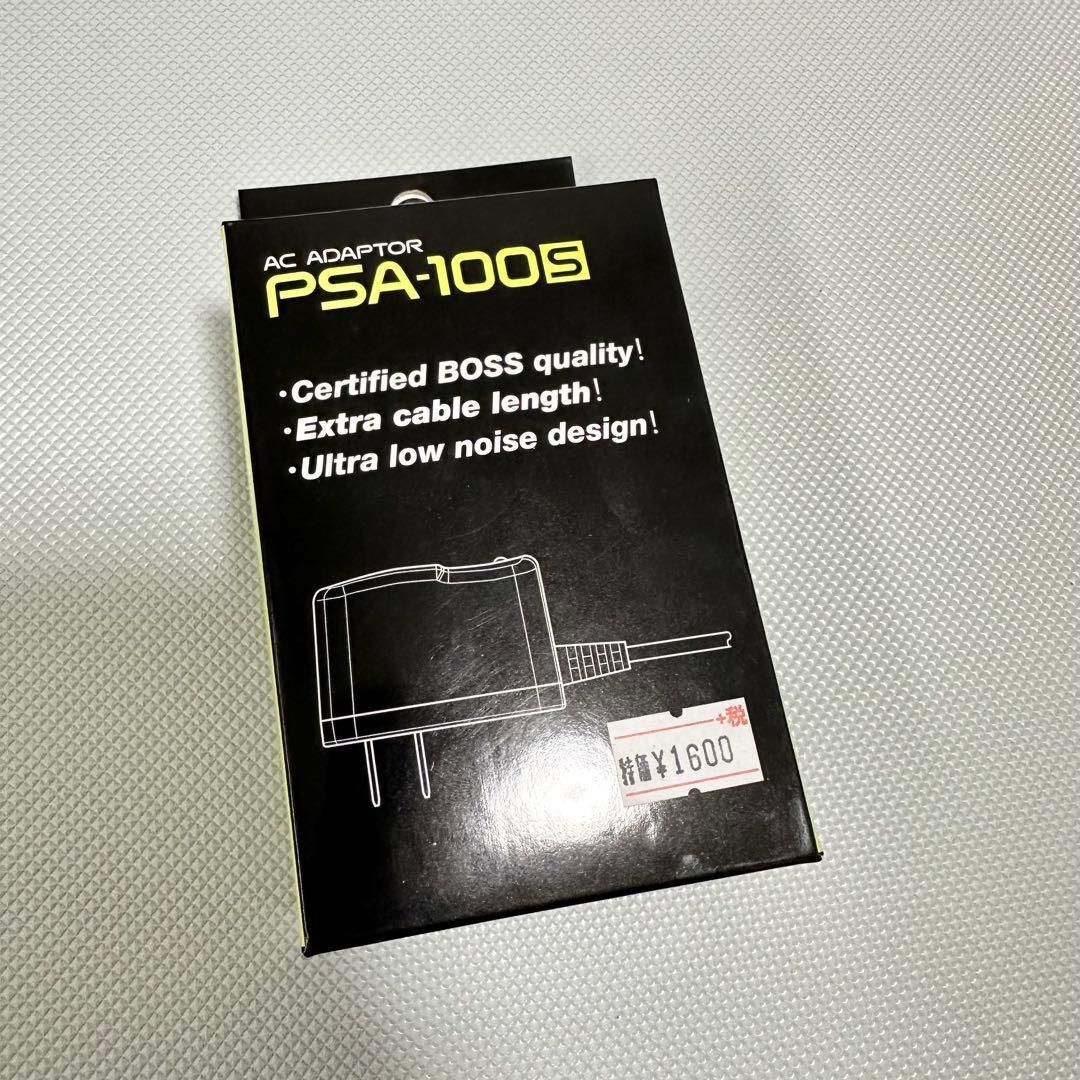 AC ADAPTOR
PSA-100S
・Certified BOSS quality!
・Extra cable length!
・Ultra low noise design!
+税
特価¥1600